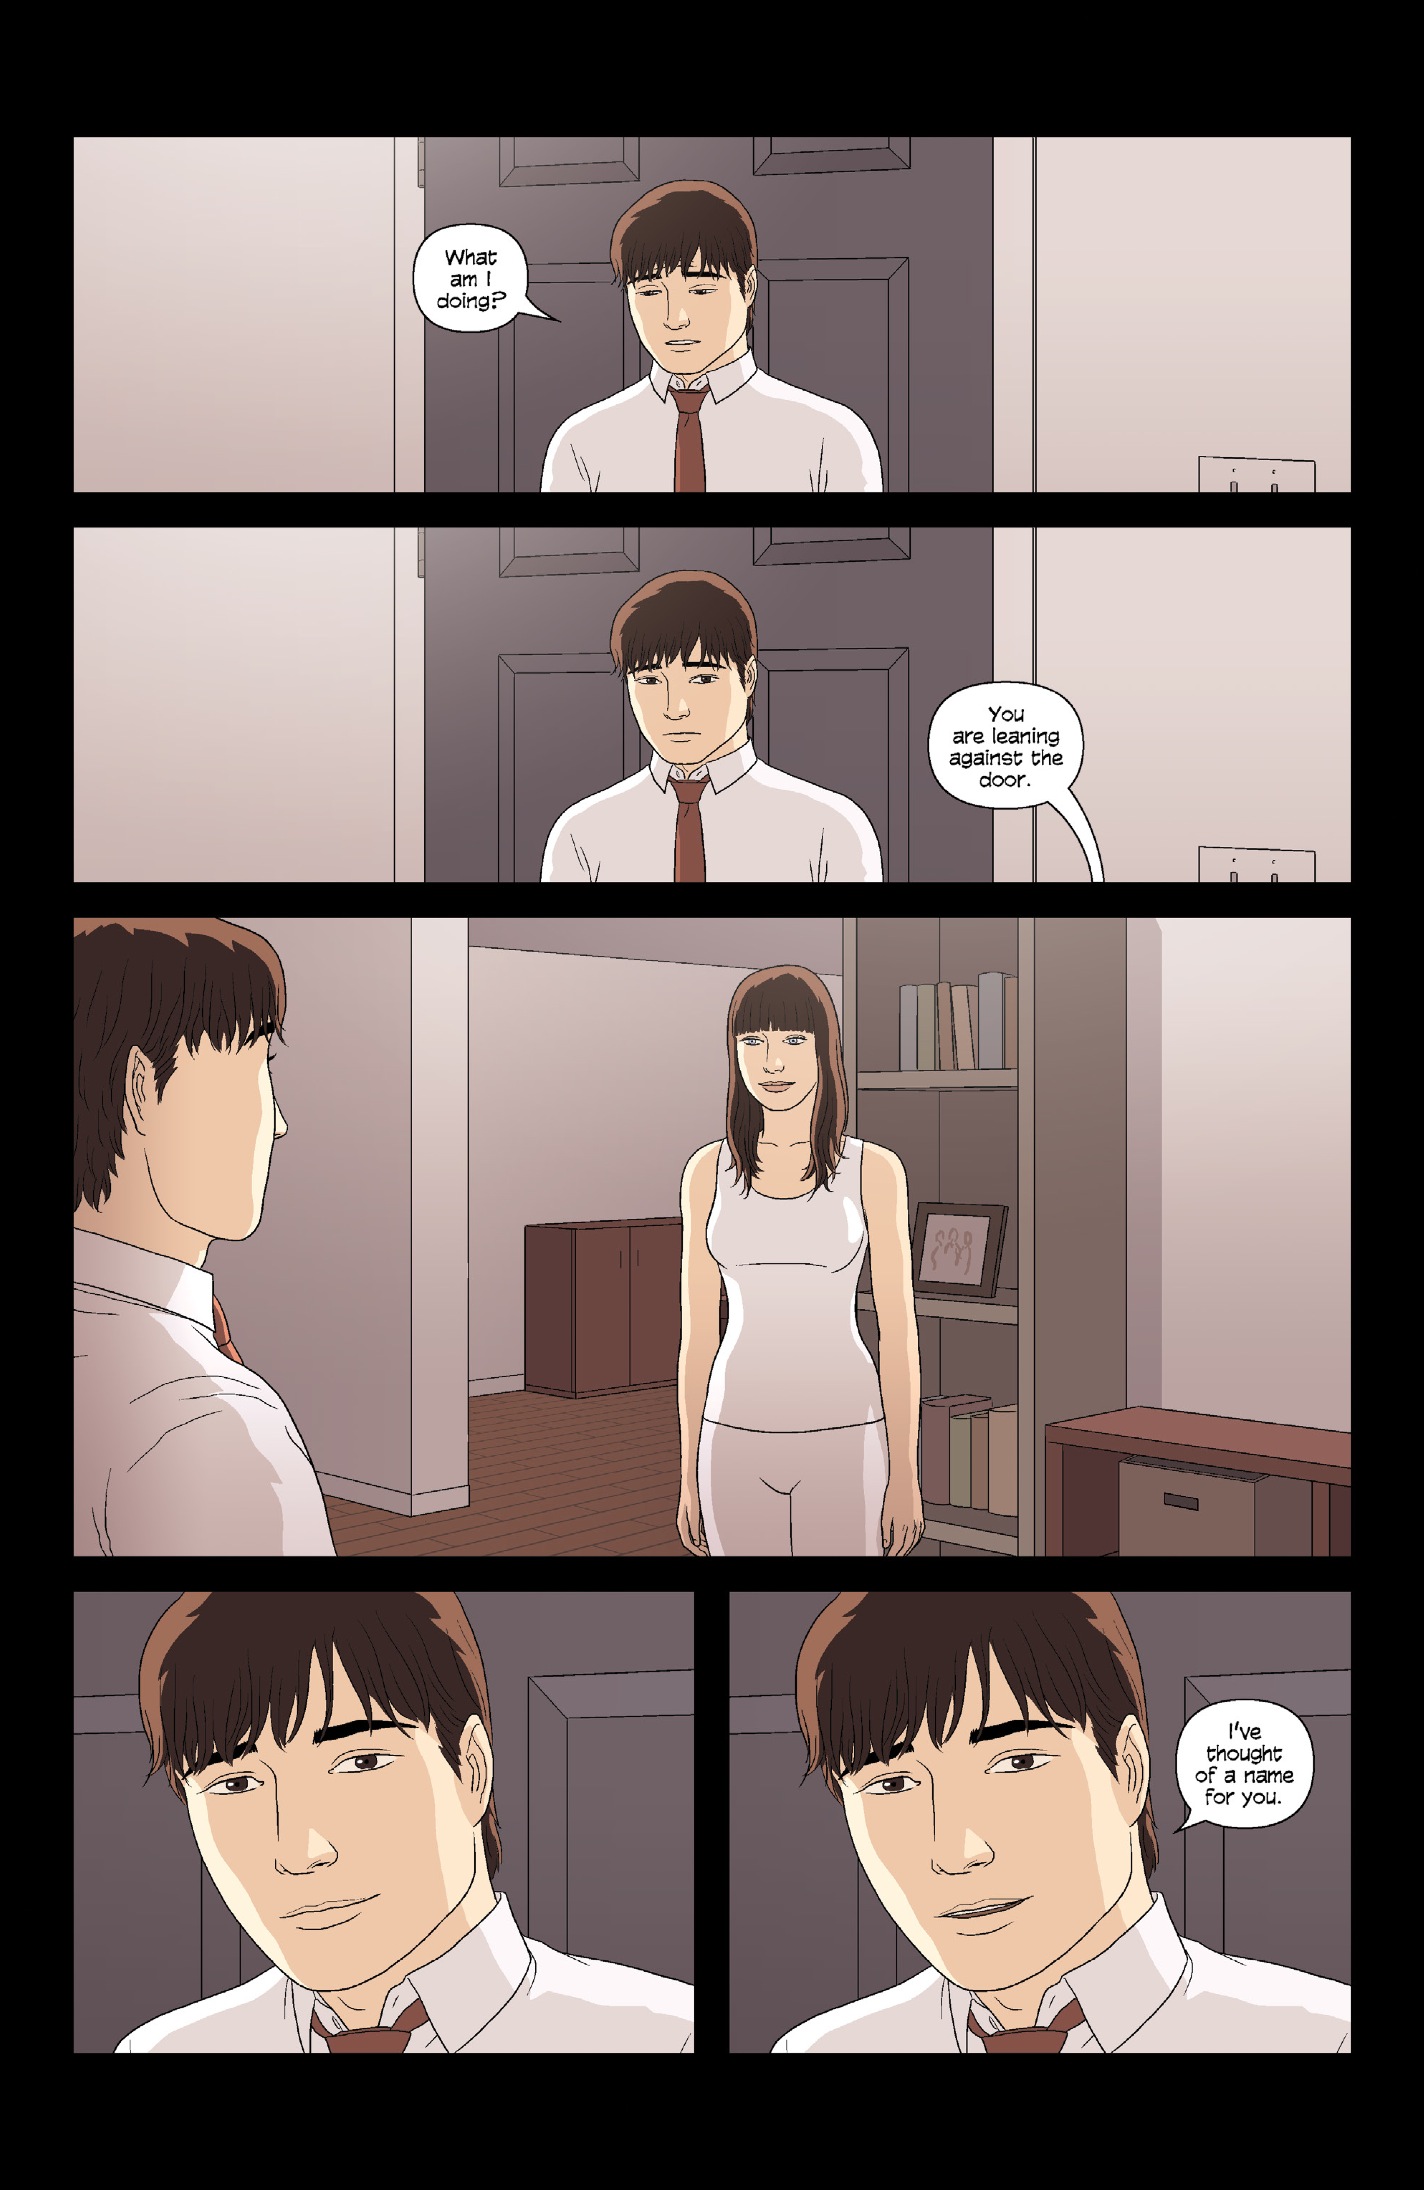 What
am I
doing?
You
are leaning
against the
door.
I've
thought
of a name
for you.